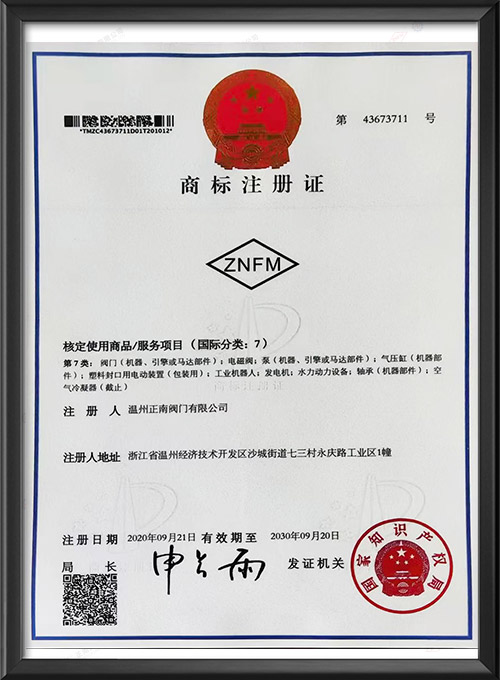 *TMZC43673711D01T201012*
第 43673711 号
商标注册证
ZNFM
核定使用商品/服务项目(国际分类:7)
第7类:阀门(机器、引擎或马达部件);电磁阀;泵(机器、引擎或马达部件);气压缸(机器部
件);塑料封口用电动装置(包装用);工业机器人;发电机;水力动力设备;轴承(机器部件);空
气冷凝器(截止)
注册人 温州正南阀门有限公司
注册人地址 浙江省温州经济技术开发区沙城街道七三村永庆路工业区1幢
注册日期 2020年09月21日 有效期至 2030年09月20日
局长 申长雨 发证机关
国家知识产权局